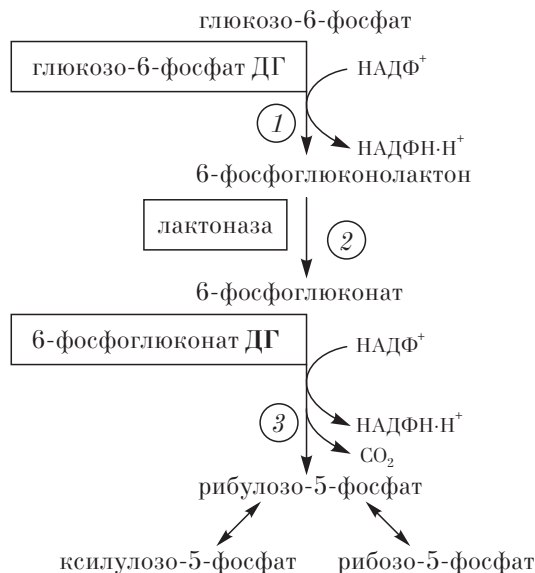 глюкозо-6-фосфат
глюкозо-6-фосфат ДГ
НАДФ⁺
1
НАДФН·Н⁺
6-фосфоглюконолактон
лактоназа
2
6-фосфоглюконат
6-фосфоглюконат ДГ
НАДФ⁺
3
НАДФН·Н⁺
CO₂
рибулозо-5-фосфат
ксилулозо-5-фосфат рибозо-5-фосфат